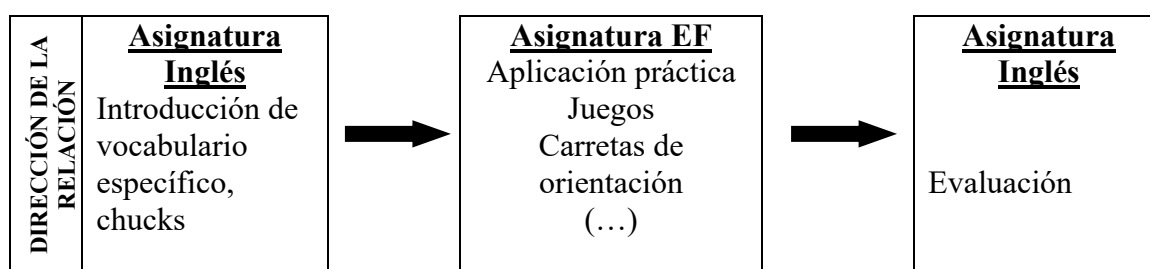 DIRECCIÓN DE LA
RELACIÓN
Asignatura
Inglés
Introducción de
vocabulario
específico,
chucks
Asignatura EF
Aplicación práctica
Juegos
Carretas de
orientación
(…)
Asignatura
Inglés
Evaluación